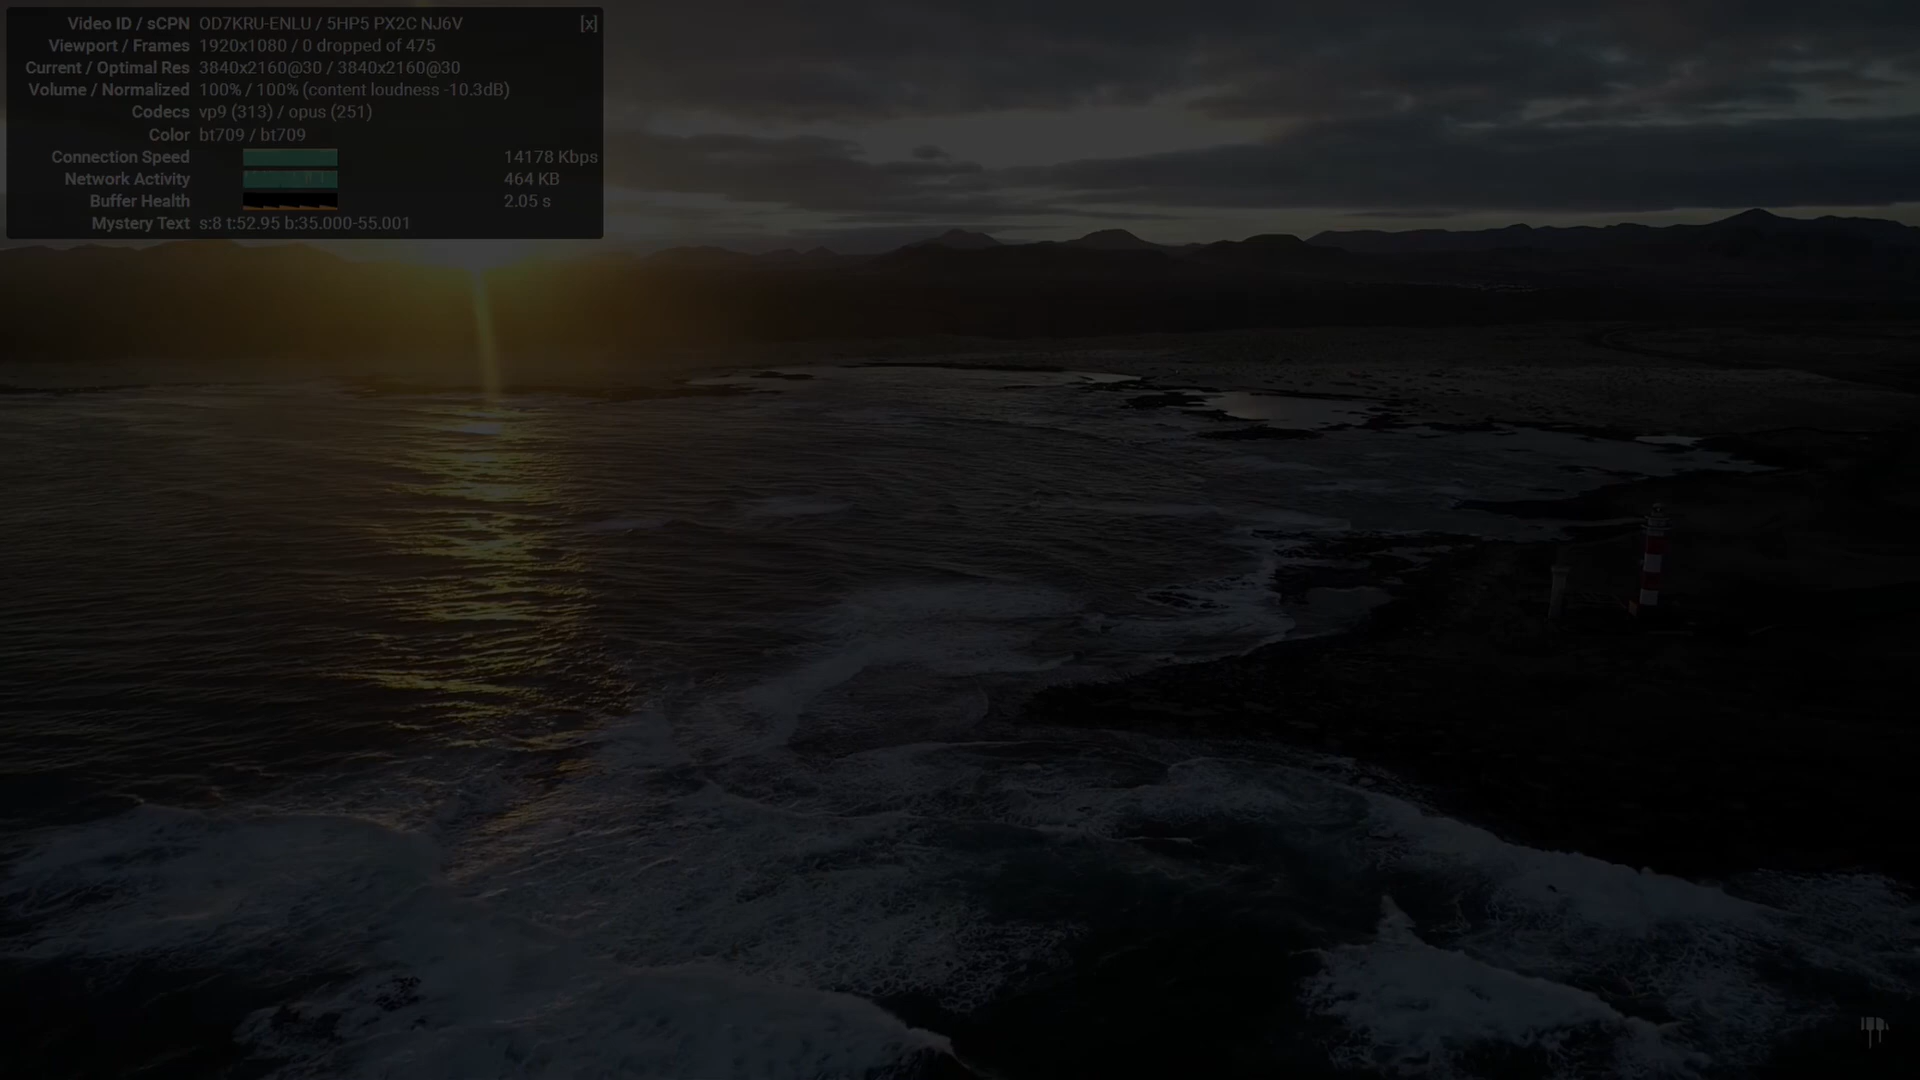 Video ID / sCPN OD7KRU-ENLU / 5HP5 PX2C NJ6V [x]
Viewport / Frames 1920x1080 / 0 dropped of 475
Current / Optimal Res 3840x2160@30 / 3840x2160@30
Volume / Normalized 100% / 100% (content loudness -10.3dB)
Codecs vp9 (313) / opus (251)
Color bt709 / bt709
Connection Speed 14178 Kbps
Network Activity 464 KB
Buffer Health 2.05 s
Mystery Text s:8 t:52.95 b:35.000-55.001